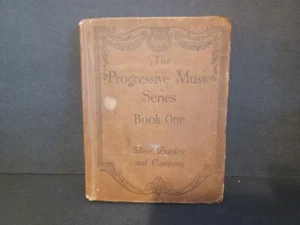 The
Progressive Music
Series
Book One
Silver, Burdett
and Company